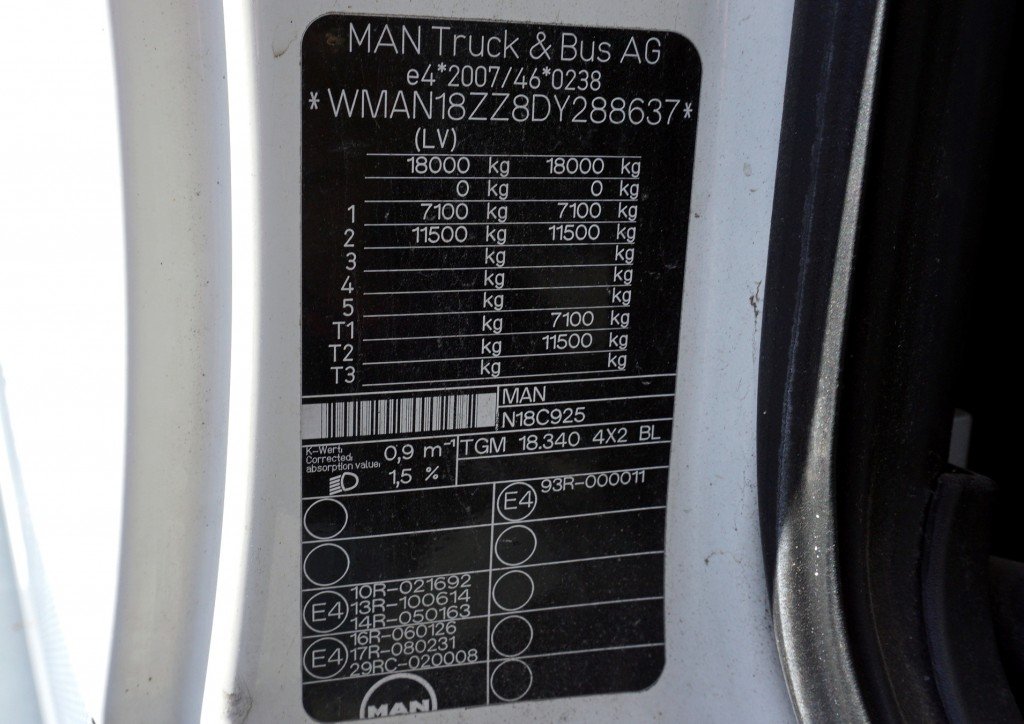 MAN Truck & Bus AG
e4*2007/46*0238
*WMAN18ZZ8DY288637*
(LV)
18000 kg 18000 kg
0 kg 0 kg
1 7100 kg 7100 kg
2 11500 kg 11500 kg
3 kg kg
4 kg kg
5 kg kg
T1 kg 7100 kg
T2 kg 11500 kg
T3 kg kg
MAN
N18C925
K-Wert:
Corrected
absorption value:
0,9 m⁻¹
1,5 %
TGM 18.340 4X2 BL
E4 93R-000011
10R-021692
E4 13R-100614
14R-050163
16R-060126
E4 17R-080231
29RC-020008
MAN